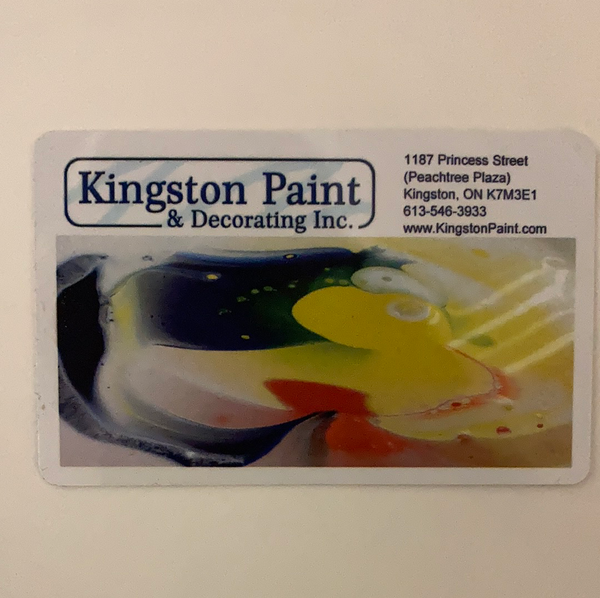 Kingston Paint
& Decorating Inc.
1187 Princess Street
(Peachtree Plaza)
Kingston, ON K7M3E1
613-546-3933
www.KingstonPaint.com